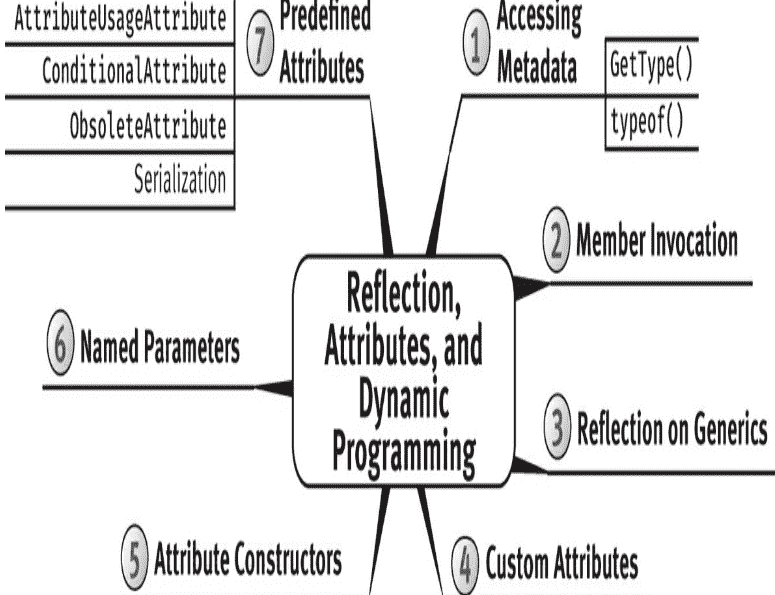 Reflection,
Attributes, and
Dynamic
Programming
1 Accessing
Metadata
GetType()
typeof()
2 Member Invocation
3 Reflection on Generics
4 Custom Attributes
5 Attribute Constructors
6 Named Parameters
7 Predefined
Attributes
AttributeUsageAttribute
ConditionalAttribute
ObsoleteAttribute
Serialization